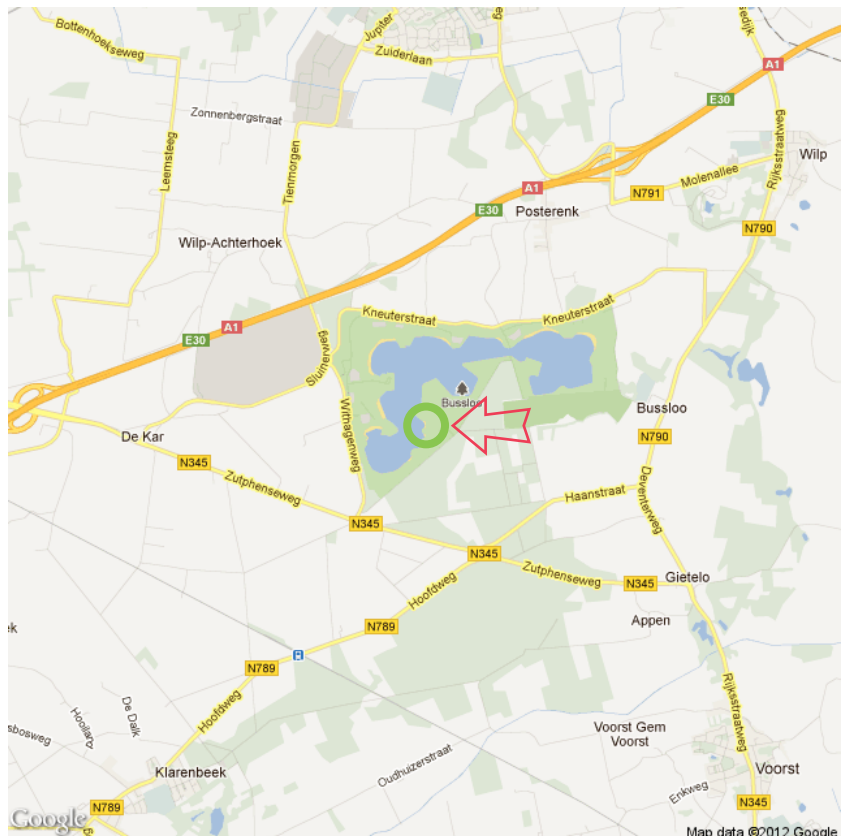 Bottenhoekseweg
Jupiter
Zuiderlaan
A1
E30
Zonnenbergstraat
Leemsteeg
Tienmorgen
Rijksstraatweg
Wilp
Molenallee
N791
A1
E30
Posterenk
N790
Wilp-Achterhoek
Kneuterstraat
Kneuterstraat
A1
E30
Sluinerweg
Withagenweg
Bussloo
Bussloo
De Kar
N790
N345
Zutphenseweg
Haanstraat
Deventerweg
N345
N345
Zutphenseweg
N345
Gietelo
Hoofdweg
Appen
N789
N789
De Dalk
Hoofdweg
Rijksstraatweg
Voorst Gem
Voorst
Klarenbeek
Oudhuizerstraat
Voorst
Enkweg
N789
N345
Google
Map data ©2012 Google